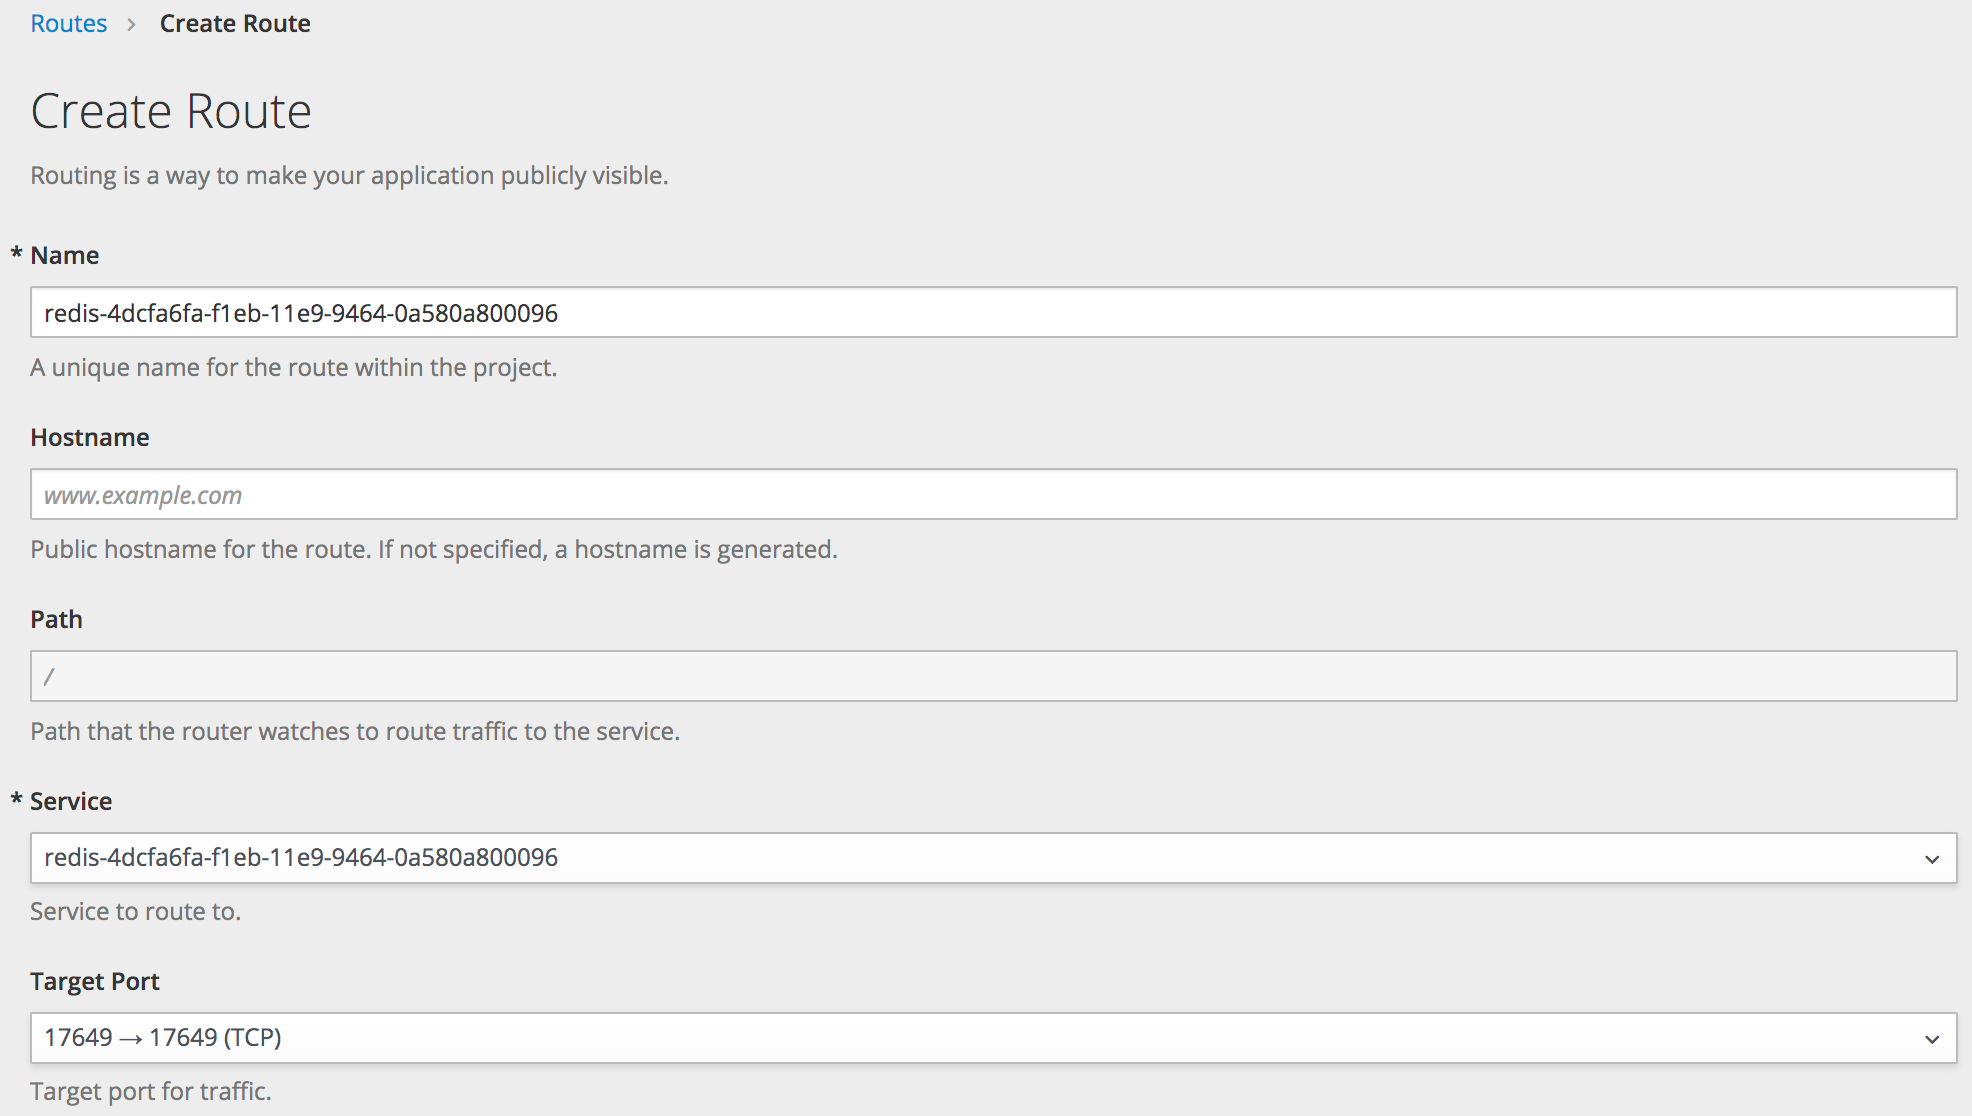 Routes > Create Route
Create Route
Routing is a way to make your application publicly visible.
* Name
redis-4dcfa6fa-f1eb-11e9-9464-0a580a800096
A unique name for the route within the project.
Hostname
www.example.com
Public hostname for the route. If not specified, a hostname is generated.
Path
/
Path that the router watches to route traffic to the service.
* Service
redis-4dcfa6fa-f1eb-11e9-9464-0a580a800096
Service to route to.
Target Port
17649 → 17649 (TCP)
Target port for traffic.